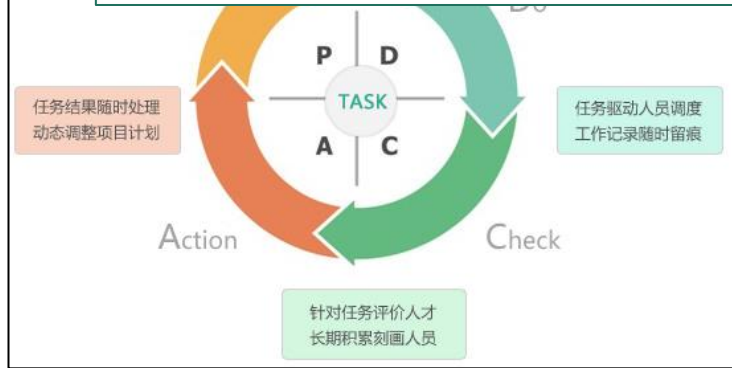 P D
TASK
A C
任务结果随时处理
动态调整项目计划
任务驱动人员调度
工作记录随时留痕
Action
Check
针对任务评价人才
长期积累刻画人员